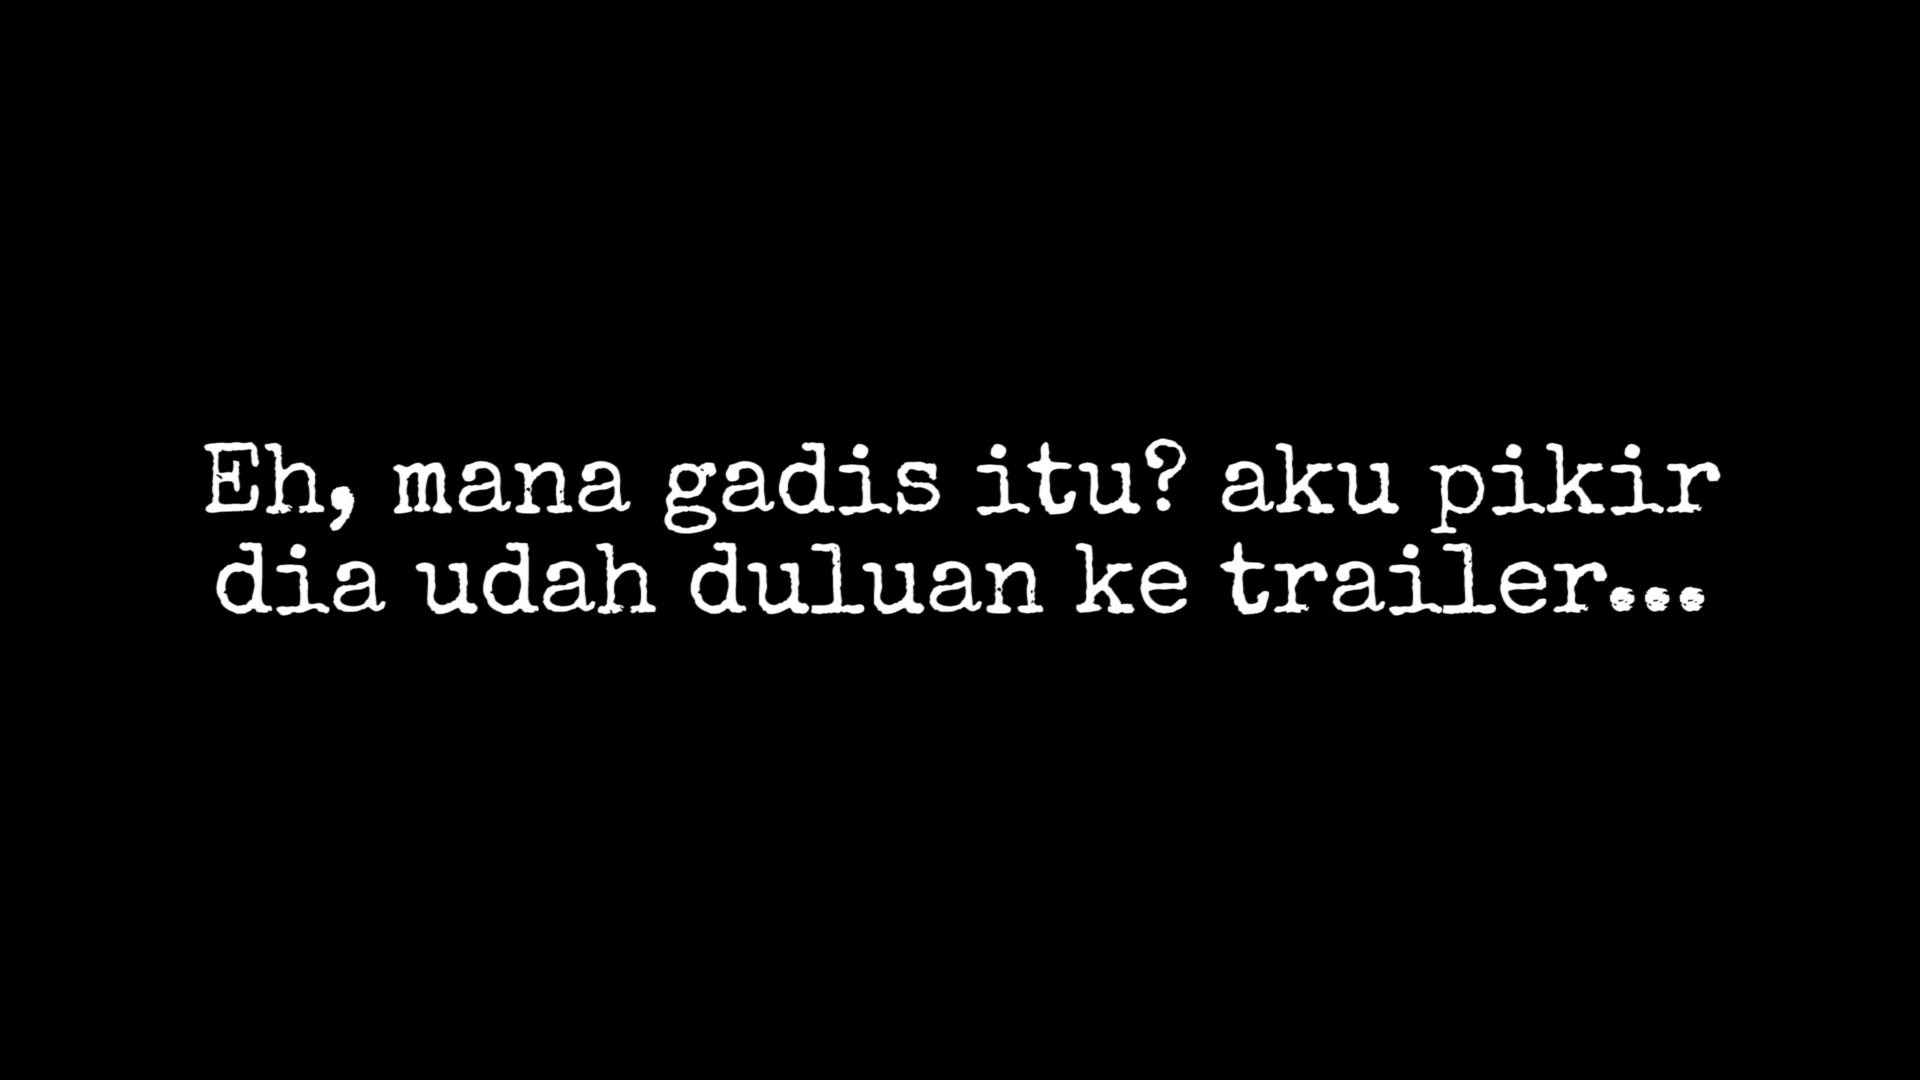 Eh, mana gadis itu? aku pikir
dia udah duluan ke trailer...